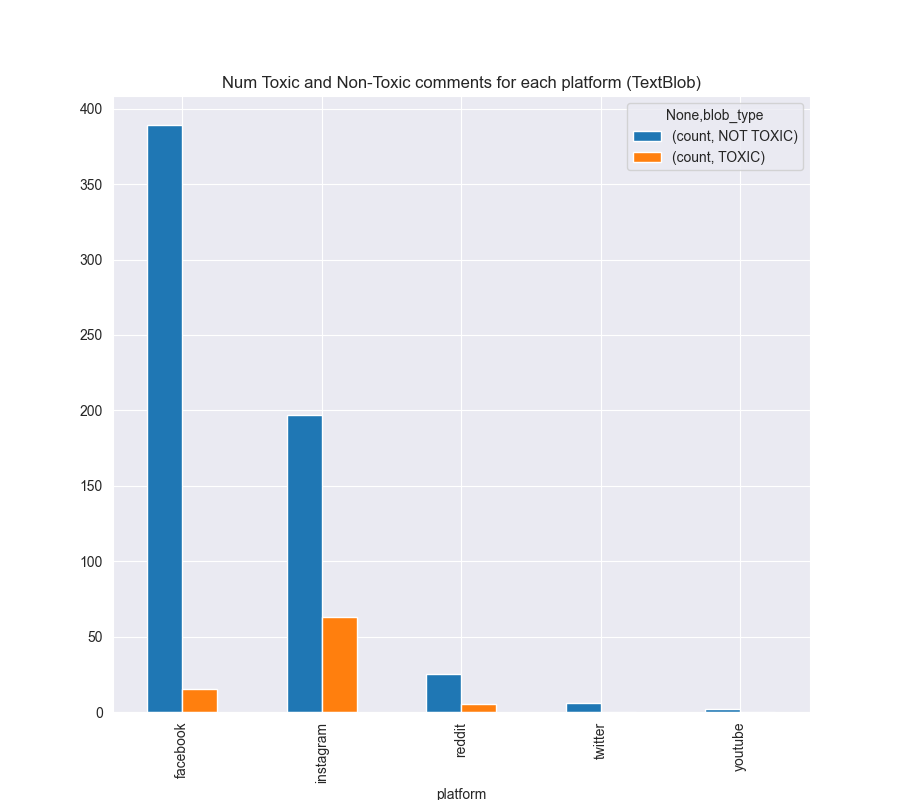 Num Toxic and Non-Toxic comments for each platform (TextBlob)
None,blob_type
(count, NOT TOXIC)
(count, TOXIC)
400
350
300
250
200
150
100
50
0
facebook
instagram
reddit
twitter
youtube
platform